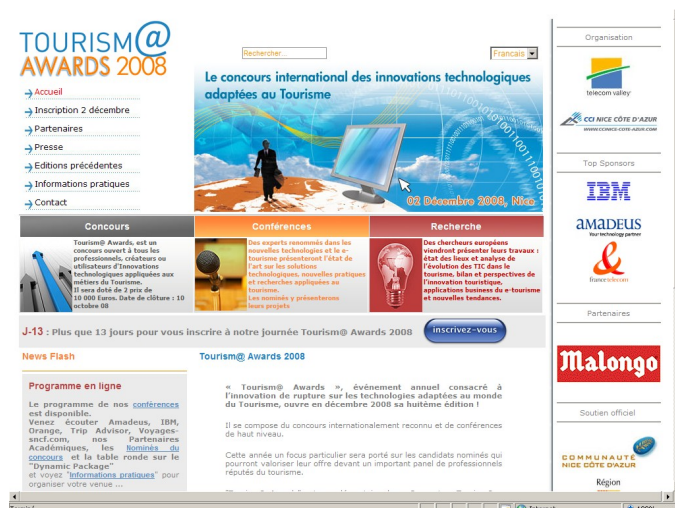 TOURISM@
AWARDS 2008
Rechercher...
Francais
Accueil
Inscription 2 décembre
Partenaires
Presse
Editions précédentes
Informations pratiques
Contact
Le concours international des innovations technologiques
adaptées au Tourisme
02 Décembre 2008, Nice
Concours
Tourism@ Awards, est un
concours ouvert à tous les
professionnels, créateurs ou
utilisateurs d'Innovations
technologiques appliquées aux
métiers du Tourisme.
Il sera doté de 2 prix de
10 000 Euros. Date de clôture : 10
octobre 08
Conférences
Des experts renommés dans les
nouvelles technologies et le e-
tourisme présenteront l'état de
l'art sur les solutions
technologiques, nouvelles pratiques
et recherches appliquées au
tourisme.
Les nominés y présenterons
leurs projets
Recherche
Des chercheurs européens
viendront présenter leurs travaux :
état des lieux et analyse de
l'évolution des TIC dans le
tourisme, bilan et perspectives de
l'innovation touristique,
applications business du e-tourisme
et nouvelles tendances.
J-13 : Plus que 13 jours pour vous inscrire à notre journée Tourism@ Awards 2008
inscrivez-vous
News Flash
Programme en ligne
Le programme de nos conférences
est disponible.
Venez écouter Amadeus, IBM,
Orange, Trip Advisor, Voyages-
sncf.com, nos Partenaires
Académiques, les Nominés du
concours et la table ronde sur le
"Dynamic Package"
et voyez "Informations pratiques" pour
organiser votre venue ...
Tourism@ Awards 2008
« Tourism@ Awards », événement annuel consacré à
l'innovation de rupture sur les technologies adaptées au monde
du Tourisme, ouvre en décembre 2008 sa huitème édition !
Il se compose du concours internationalement reconnu et de conférences
de haut niveau.
Cette année un focus particulier sera porté sur les candidats nominés qui
pourront valoriser leur offre devant un important panel de professionnels
réputés du tourisme.
Organisation
telecom valley
CCI NICE CÔTE D'AZUR
WWW.CCINICE-COTE-AZUR.COM
Top Sponsors
IBM
amadeus
Your technology partner
&
francetelecom
Partenaires
Malongo
Soutien officiel
COMMUNAUTÉ
NICE CÔTE D'AZUR
Région